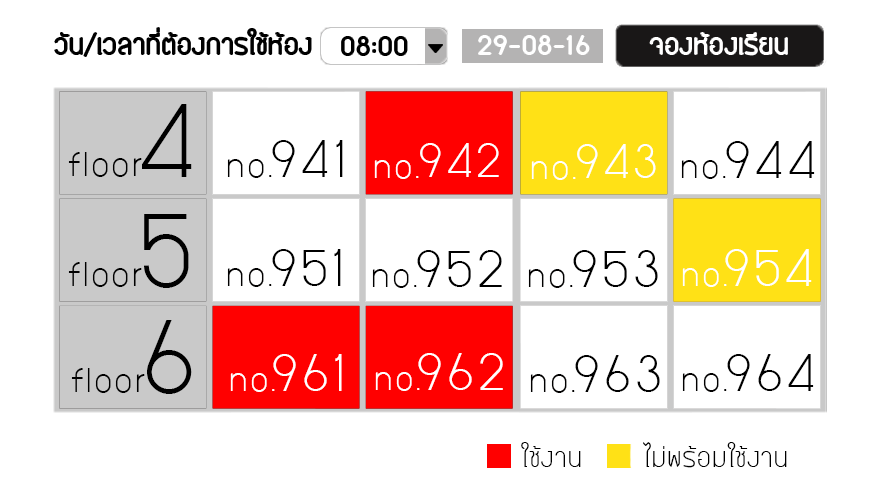 วัน/เวลาที่ต้องการใช้ห้อง 08:00 29-08-16 จองห้องเรียน
floor4 no.941 no.942 no.943 no.944
floor5 no.951 no.952 no.953 no.954
floor6 no.961 no.962 no.963 no.964
ใช้งาน ไม่พร้อมใช้งาน